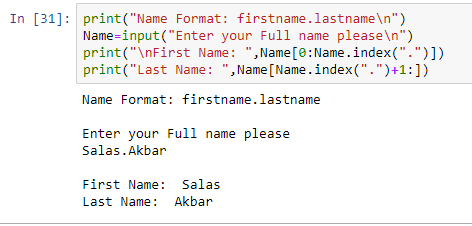 In [31]: print("Name Format: firstname.lastname\n")
Name=input("Enter your Full name please\n")
print("\nFirst Name: ",Name[0:Name.index(".")])
print("Last Name: ",Name[Name.index(".")+1:])
Name Format: firstname.lastname
Enter your Full name please
Salas.Akbar
First Name:  Salas
Last Name:  Akbar